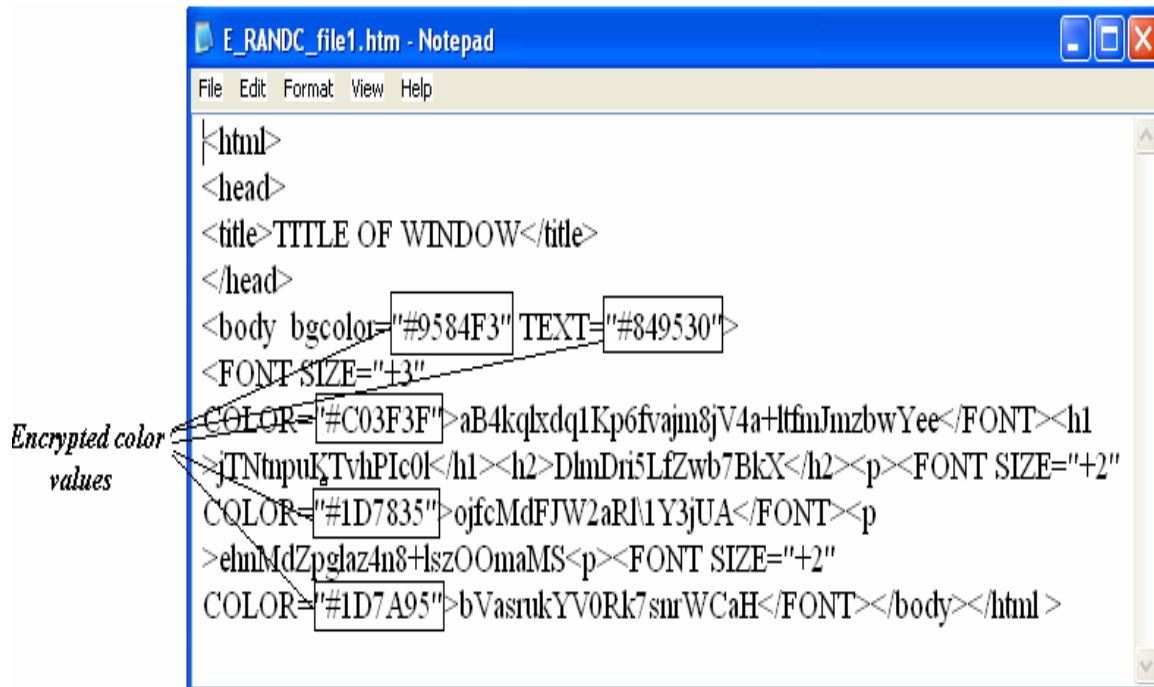 E_RANDC_file1.htm - Notepad
File Edit Format View Help
<html>
<head>
<title>TITLE OF WINDOW</title>
</head>
<body bgcolor="#9584F3" TEXT="#849530">
<FONT SIZE="+3"
COLOR="#C03F3F">aB4kqlxdq1Kp6fvajm8jV4a+ltfmJmzbwYee</FONT><h1
>jTNtnpuKTvhPIc0l</h1><h2>DlmDri5LfZwb7BkX</h2><p><FONT SIZE="+2"
COLOR="#1D7835">ojfcMdFJW2aRl\1Y3jUA</FONT><p
>ehnMdZpglaz4n8+lszOOmaMS<p><FONT SIZE="+2"
COLOR="#1D7A95">bVasrukYV0Rk7snrWCaH</FONT></body></html >
Encrypted color
values